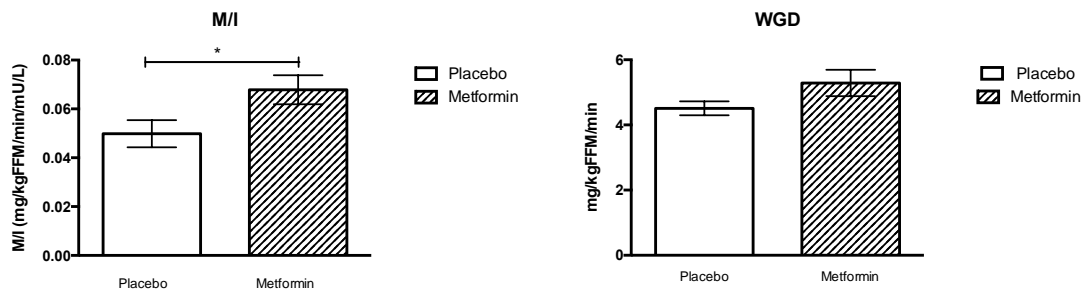 M/I
M/I (mg/kgFFM/min/mU/L)
0.08
0.06
0.04
0.02
0.00
*
Placebo
Metformin
Placebo
Metformin
WGD
mg/kgFFM/min
6
4
2
0
Placebo
Metformin
Placebo
Metformin